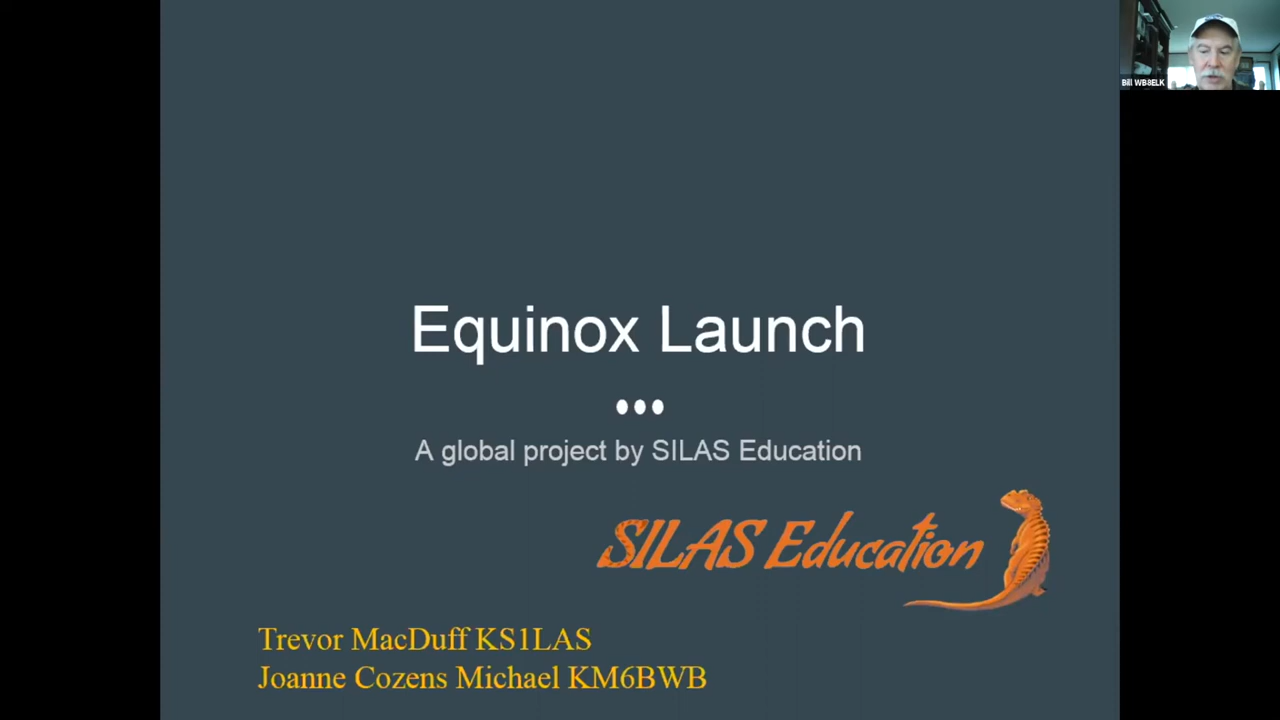 Bill WB8ELK
Equinox Launch
A global project by SILAS Education
SILAS Education
Trevor MacDuff KS1LAS
Joanne Cozens Michael KM6BWB